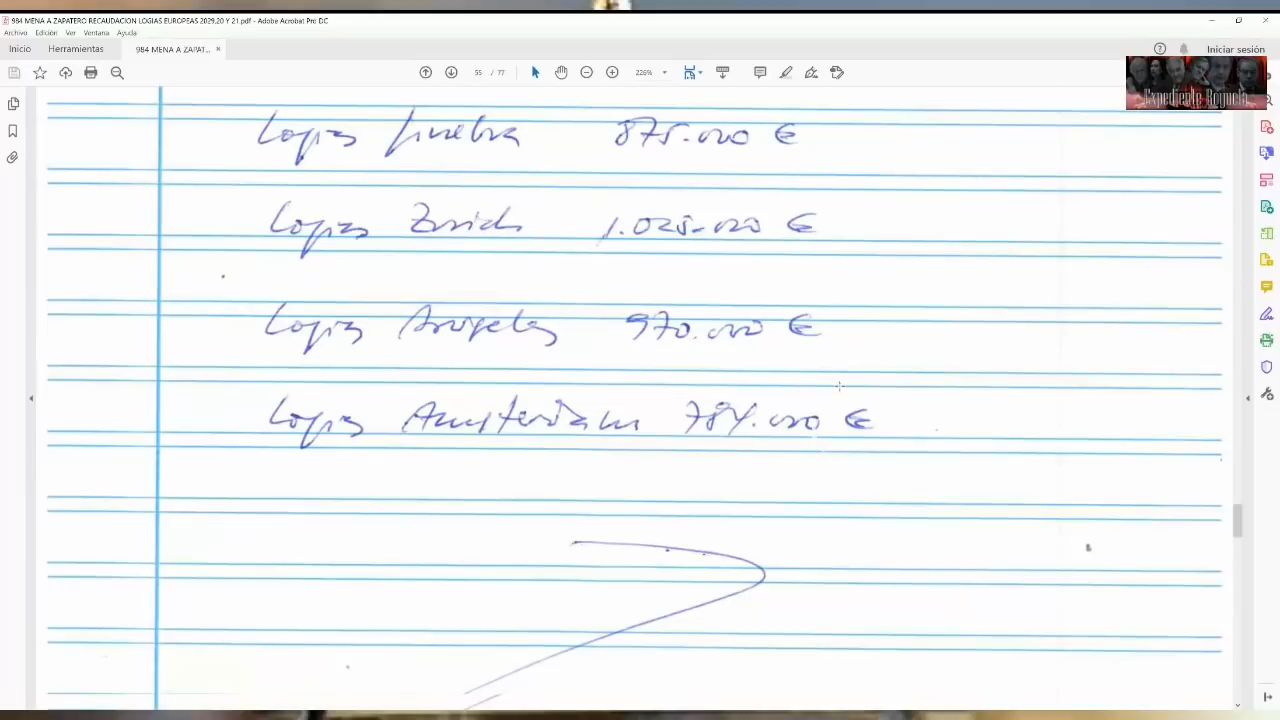 984 MENA A ZAPATERO RECAUDACION LOGIAS EUROPEAS 2029.20 Y 21.pdf - Adobe Acrobat Pro DC
Archivo Edición Ver Ventana Ayuda
Inicio Herramientas 984 MENA A ZAPAT... × Iniciar sesión
55 / 77 226%
Expediente Royuela
Logias Ginebra 875.000 €
Logias Zurich 1.025.000 €
Logias Bruselas 970.000 €
Logias Amsterdam 784.000 €